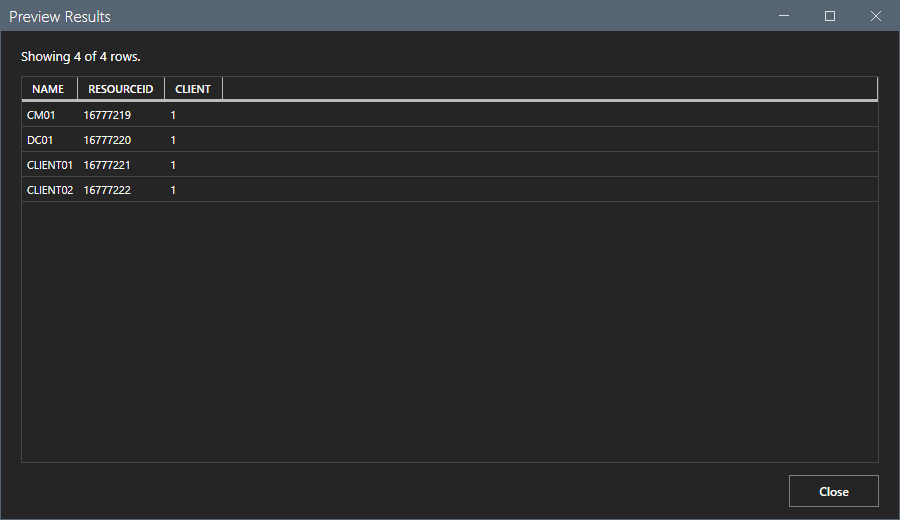 Preview Results
Showing 4 of 4 rows.
NAME RESOURCEID CLIENT
CM01 16777219 1
DC01 16777220 1
CLIENT01 16777221 1
CLIENT02 16777222 1
Close